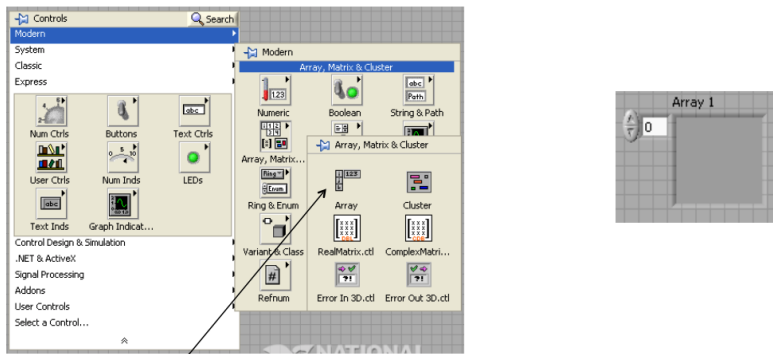 Controls
Search
Modern
System
Classic
Express
Num Ctrls
Buttons
Text Ctrls
User Ctrls
Num Inds
LEDs
Text Inds
Graph Indicat...
Control Design & Simulation
.NET & ActiveX
Signal Processing
Addons
User Controls
Select a Control...
Modern
Array, Matrix & Cluster
Numeric
Boolean
String & Path
Array, Matrix...
Ring & Enum
Variant & Class
Refnum
Array, Matrix & Cluster
Array
Cluster
RealMatrix.ctl
ComplexMatri...
Error In 3D.ctl
Error Out 3D.ctl
NATIONAL
Array 1
0